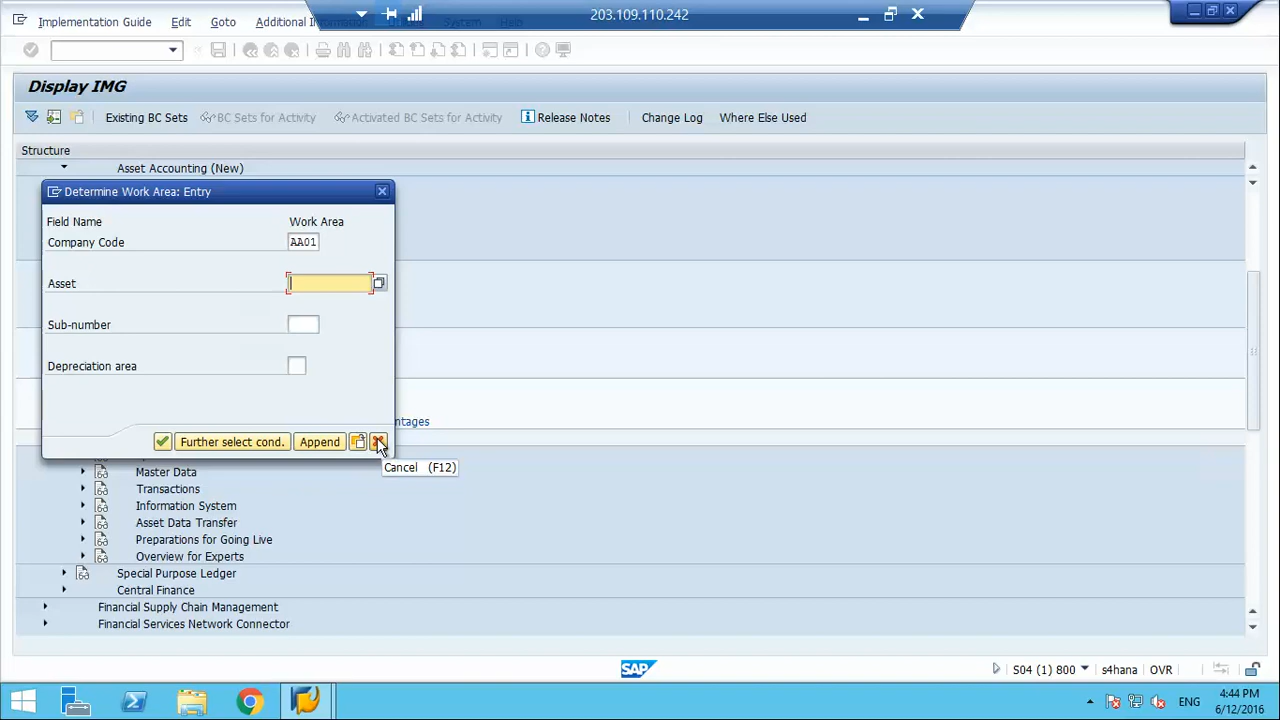 203.109.110.242
Implementation Guide Edit Goto Additional Information System Help
Display IMG
Existing BC Sets BC Sets for Activity Activated BC Sets for Activity Release Notes Change Log Where Else Used
Structure
Asset Accounting (New)
Determine Work Area: Entry
Field Name Work Area
Company Code AA01
Asset
Sub-number
Depreciation area
ntages
Further select cond. Append
Cancel (F12)
Master Data
Transactions
Information System
Asset Data Transfer
Preparations for Going Live
Overview for Experts
Special Purpose Ledger
Central Finance
Financial Supply Chain Management
Financial Services Network Connector
SAP
S04 (1) 800 s4hana OVR
ENG
4:44 PM
6/12/2016